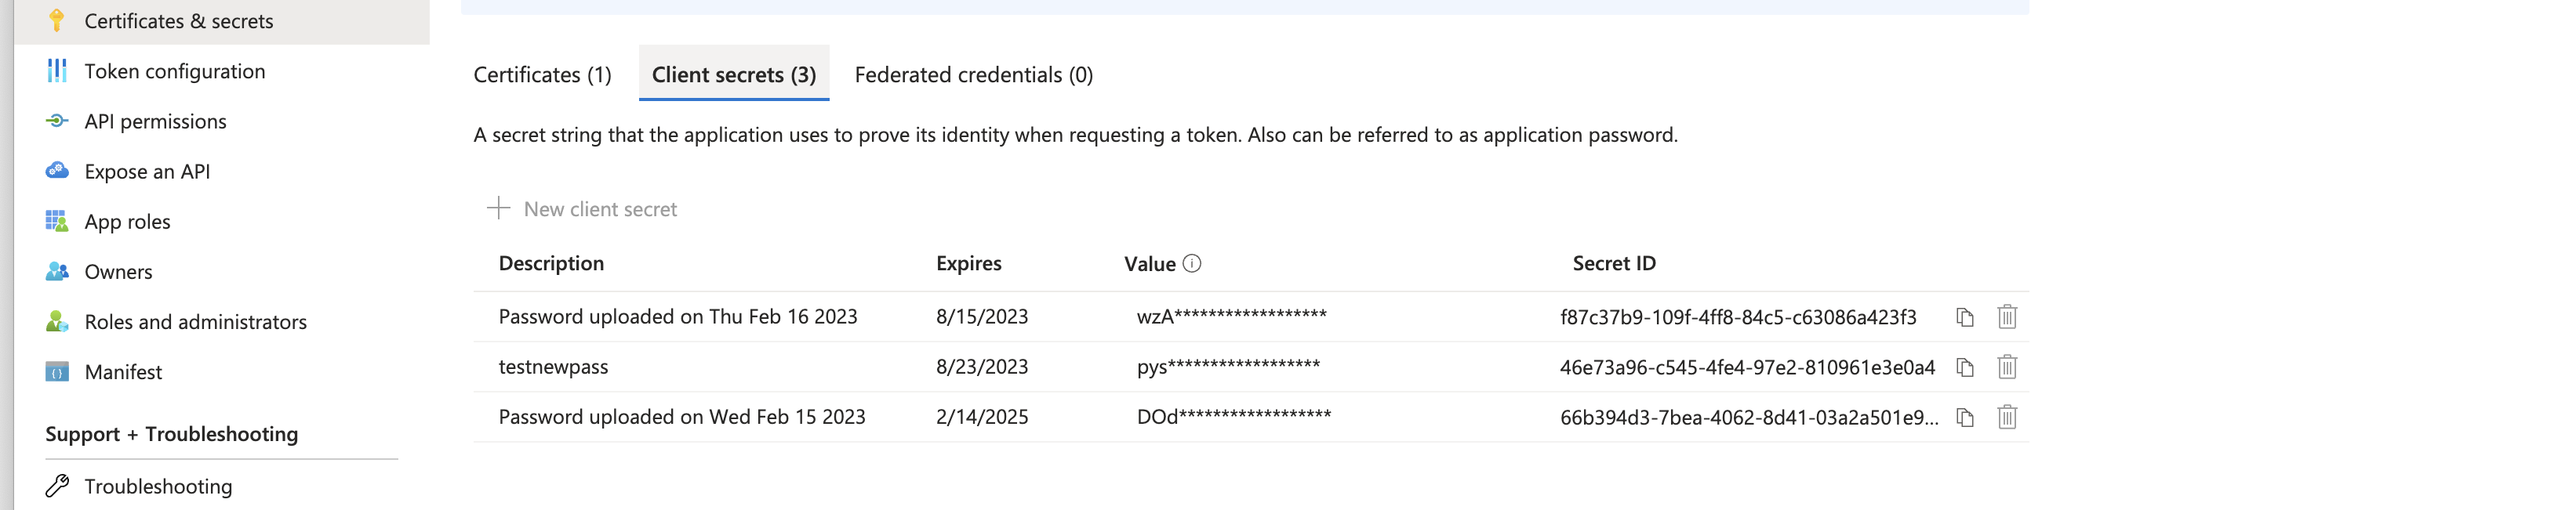 Certificates & secrets
Token configuration
API permissions
Expose an API
App roles
Owners
Roles and administrators
Manifest
Support + Troubleshooting
Troubleshooting
Certificates (1) Client secrets (3) Federated credentials (0)
A secret string that the application uses to prove its identity when requesting a token. Also can be referred to as application password.
New client secret
Description Expires Value Secret ID
Password uploaded on Thu Feb 16 2023 8/15/2023 wzA****************** f87c37b9-109f-4ff8-84c5-c63086a423f3
testnewpass 8/23/2023 pys****************** 46e73a96-c545-4fe4-97e2-810961e3e0a4
Password uploaded on Wed Feb 15 2023 2/14/2025 DOd****************** 66b394d3-7bea-4062-8d41-03a2a501e9...